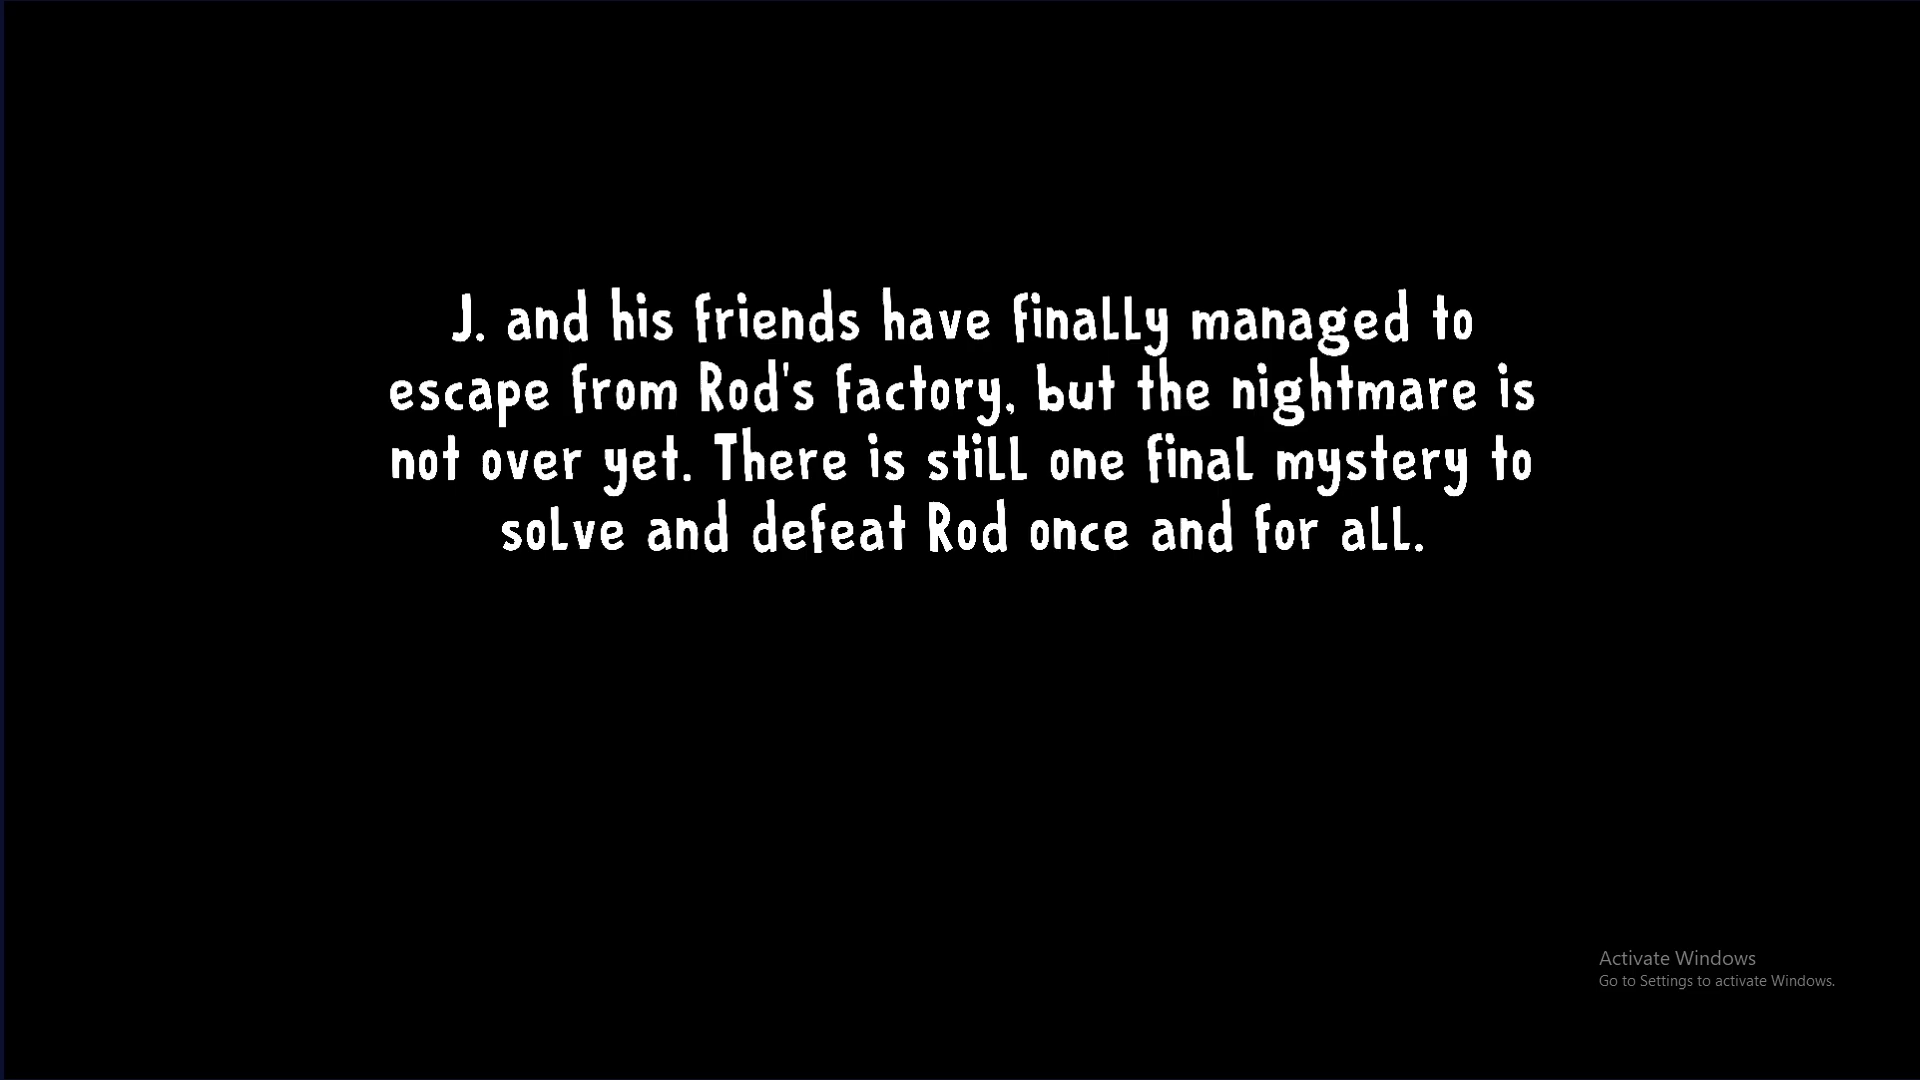 J. and his friends have finally managed to
escape from Rod's factory, but the nightmare is
not over yet. There is still one final mystery to
solve and defeat Rod once and for all.
Activate Windows
Go to Settings to activate Windows.